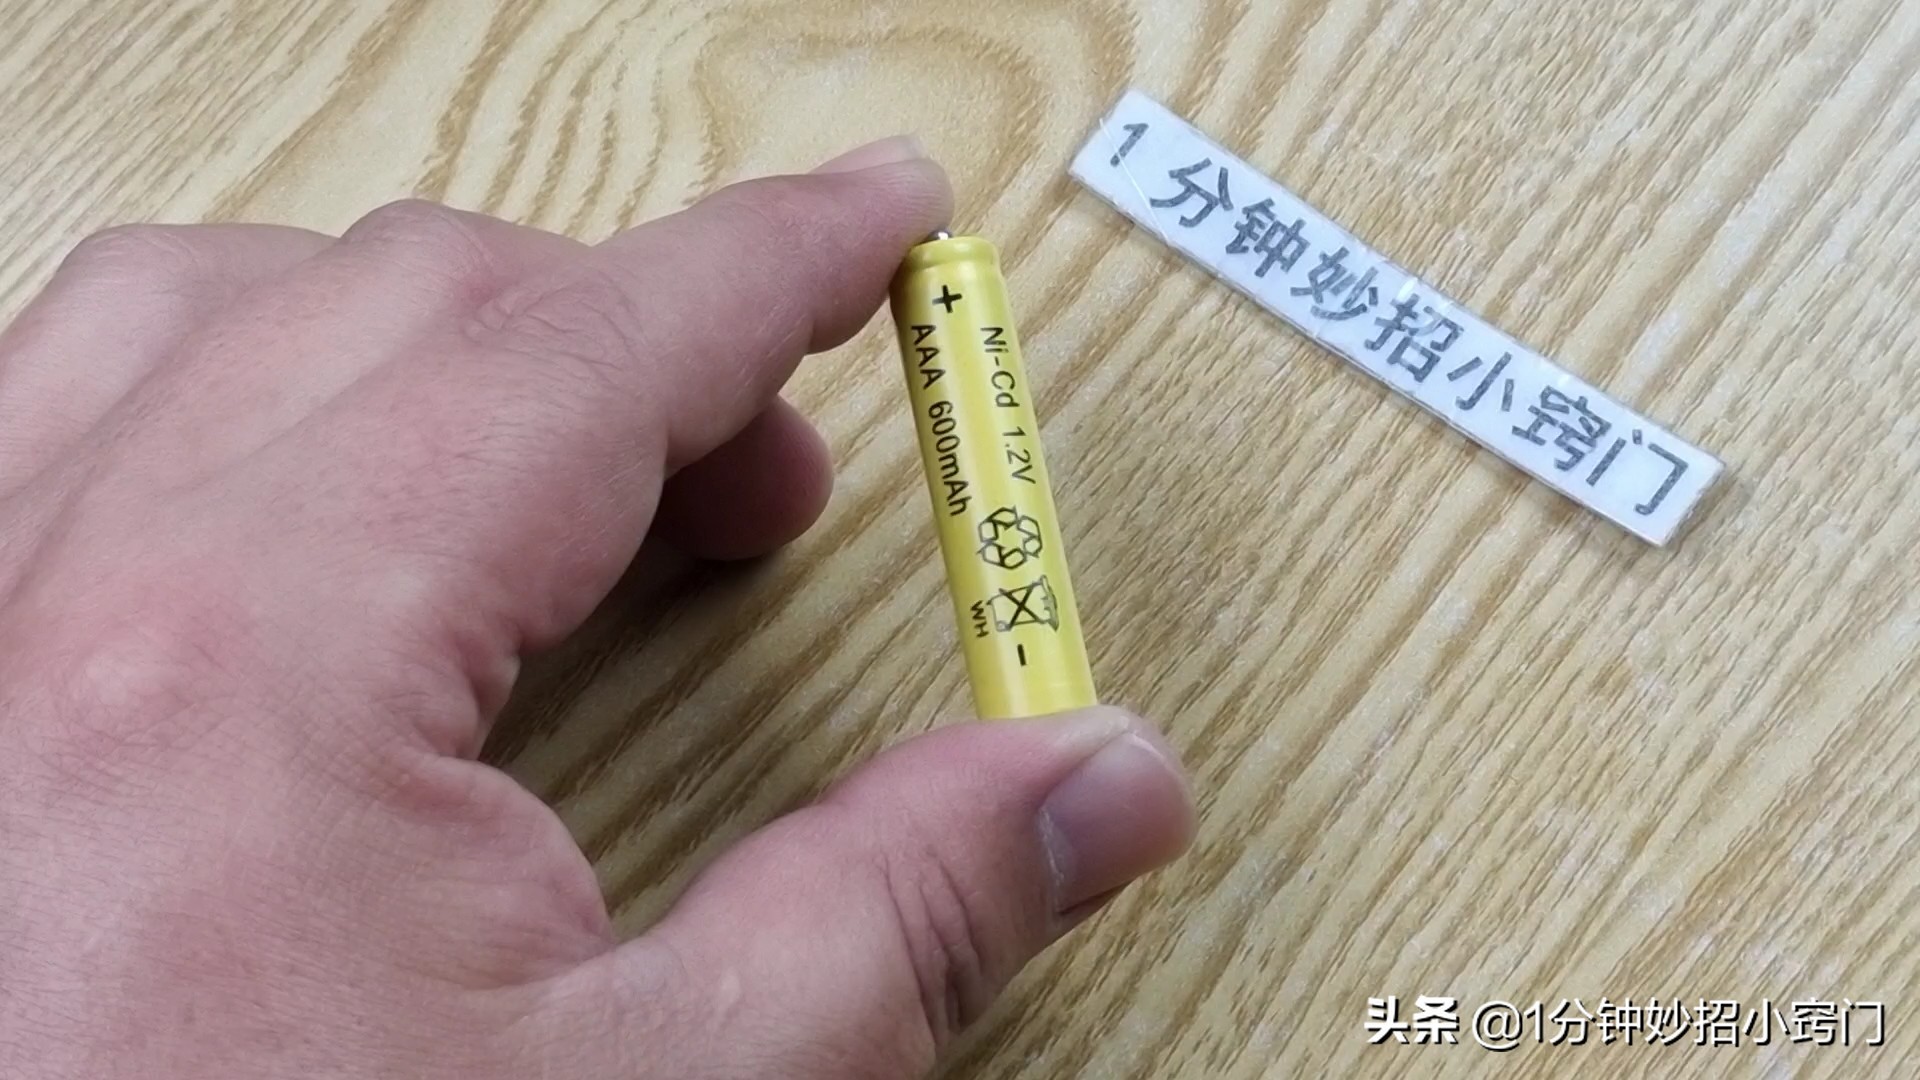 1分钟妙招小窍门
+
Ni-Cd 1.2V
AAA 600mAh
WH
-
头条 @1分钟妙招小窍门